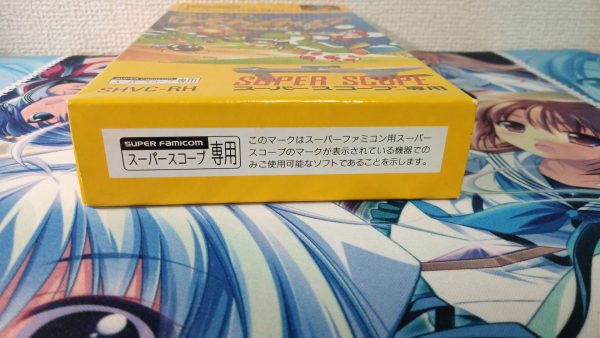 SUPER SCOPE
スーパースコープ専用
SUPER FAMICOM
専用
SHVC-RH
SUPER FAMICOM
スーパースコープ 専用
このマークはスーパーファミコン用スーパー
スコープのマークが表示されている機器での
みご使用可能なソフトであることを示します。